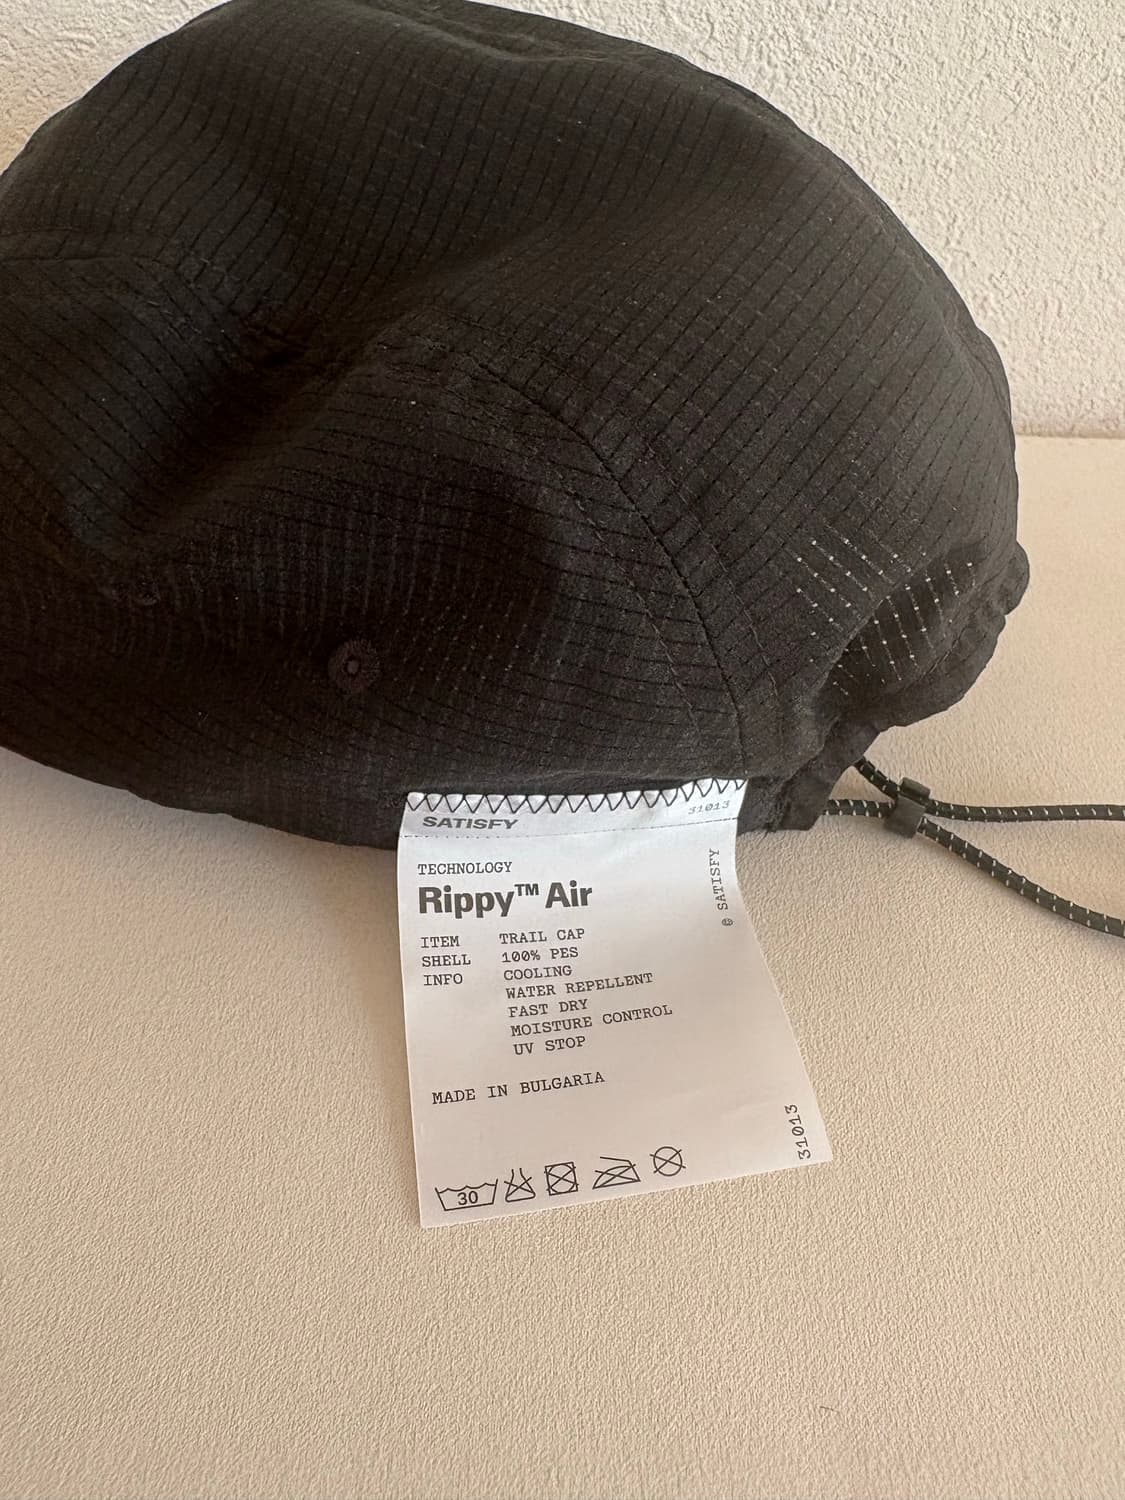 SATISFY 31013
TECHNOLOGY
Rippy™ Air
© SATISFY
ITEM TRAIL CAP
SHELL 100% PES
INFO COOLING
WATER REPELLENT
FAST DRY
MOISTURE CONTROL
UV STOP
MADE IN BULGARIA
31013
30